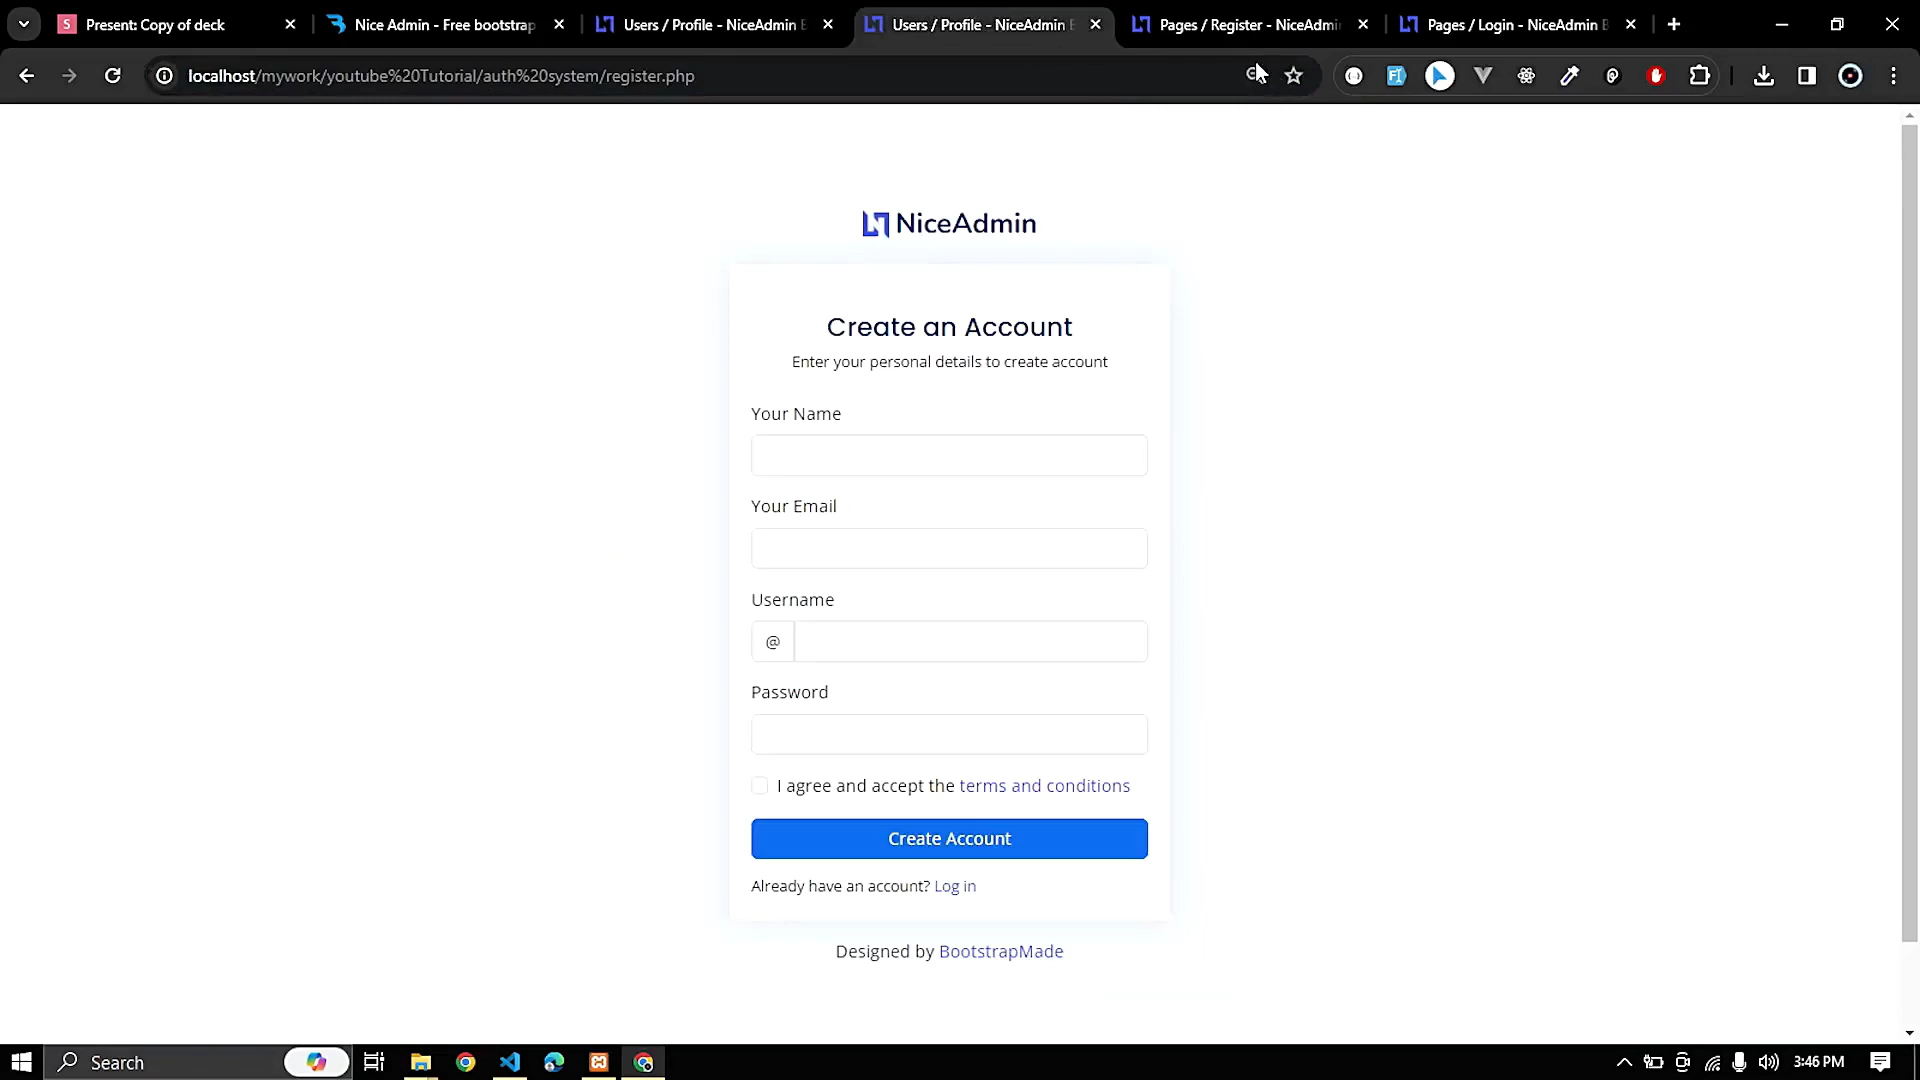 Present: Copy of deck
Nice Admin - Free bootstrap
Users / Profile - NiceAdmin B
Users / Profile - NiceAdmin
Pages / Register - NiceAdmin
Pages / Login - NiceAdmin B
localhost/mywork/youtube%20Tutorial/auth%20system/register.php
NiceAdmin
Create an Account
Enter your personal details to create account
Your Name
Your Email
Username
@
Password
I agree and accept the terms and conditions
Create Account
Already have an account? Log in
Designed by BootstrapMade
Search
3:46 PM